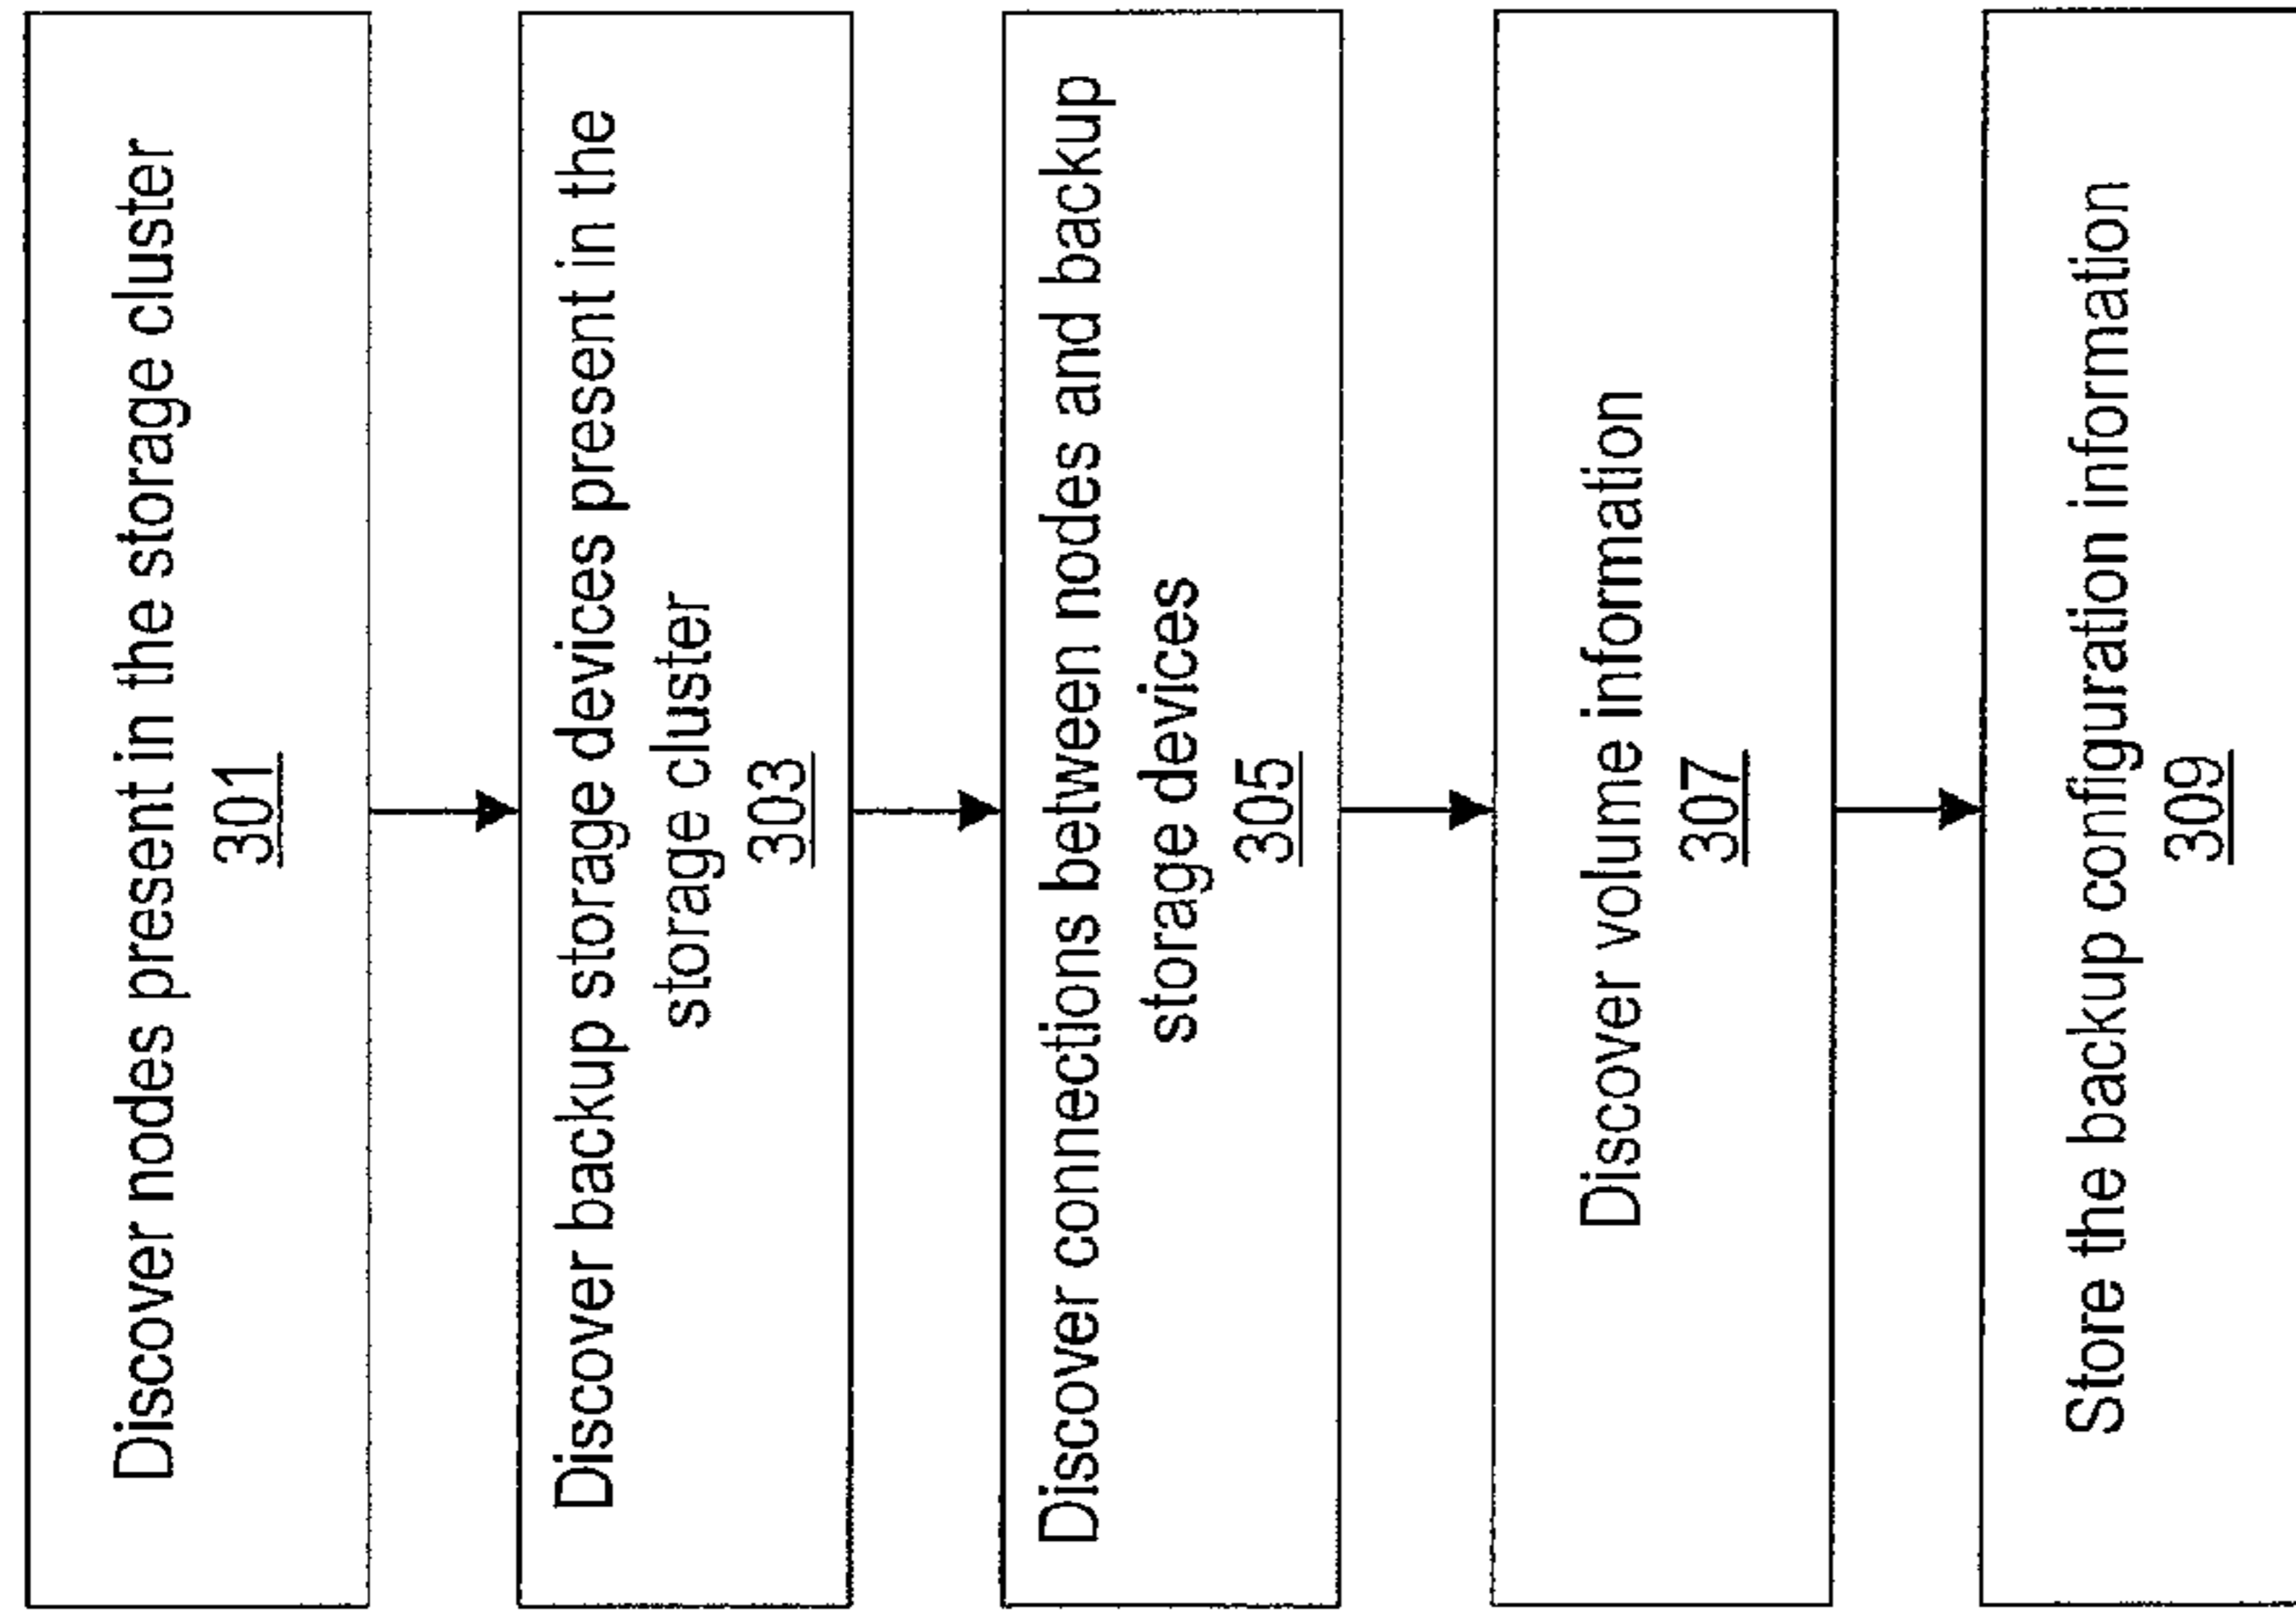 Discover nodes present in the storage cluster
301
Discover backup storage devices present in the
storage cluster
303
Discover connections between nodes and backup
storage devices
305
Discover volume information
307
Store the backup configuration information
309